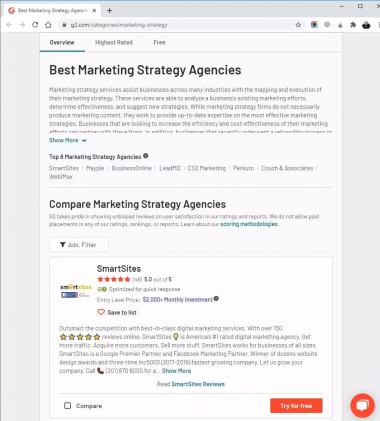 Best Marketing Strategy Agencie
g2.com/categories/marketing-strategy
Overview Highest Rated Free
Best Marketing Strategy Agencies
Marketing strategy services assist businesses across many industries with the mapping and execution of
their marketing strategy. These services are able to analyze a business's existing marketing efforts,
determine effectiveness, and suggest new strategies. While marketing strategy firms do not necessarily
produce marketing content, they work to provide up-to-date expertise on the most effective marketing
strategies. Businesses that are looking to increase the efficiency and cost-effectiveness of their marketing
efforts can partner with these firms. In addition, businesses that recently underwent a rebranding process or
Show More
Top 8 Marketing Strategy Agencies
SmartSites | Mayple | BusinessOnline | LeadMD | CS2 Marketing | Perkuto | Couch & Associates |
WebiMax
Compare Marketing Strategy Agencies
G2 takes pride in showing unbiased reviews on user satisfaction in our ratings and reports. We do not allow
paid placements in any of our ratings, rankings, or reports. Learn about our scoring methodologies.
Adv. Filter
SmartSites
smartsites
(46) 5.0 out of 5
Optimized for quick response
Entry Level Price: $2,000+ Monthly Investment
Save to list
Outsmart the competition with best-in-class digital marketing services. With over 150
reviews online, SmartSites is America's #1 rated digital marketing agency. Get
more traffic. Acquire more customers. Sell more stuff. SmartSites works for businesses of all sizes.
SmartSites is a Google Premier Partner and Facebook Marketing Partner. Winner of dozens website
design awards and three-time Inc5000 (2017-2018) fastest growing company. Let us grow your
company. Call (201) 870 6000 for a... Show More
Read SmartSites Reviews
Compare
Try for free